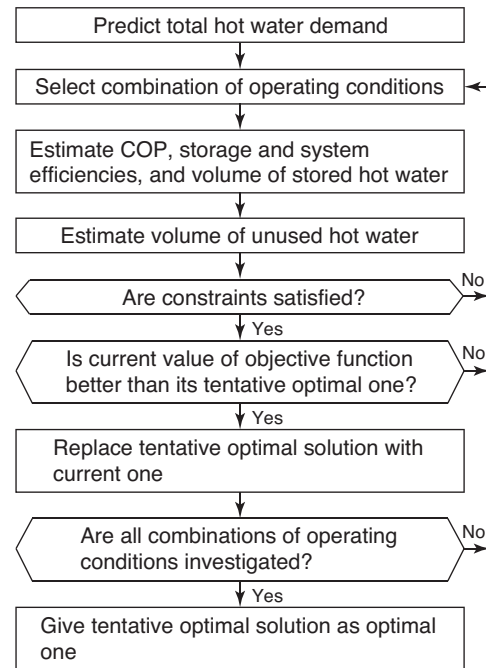 Predict total hot water demand
Select combination of operating conditions
Estimate COP, storage and system
efficiencies, and volume of stored hot water
Estimate volume of unused hot water
Are constraints satisfied?
No
Yes
Is current value of objective function
better than its tentative optimal one?
No
Yes
Replace tentative optimal solution with
current one
Are all combinations of operating
conditions investigated?
No
Yes
Give tentative optimal solution as optimal
one